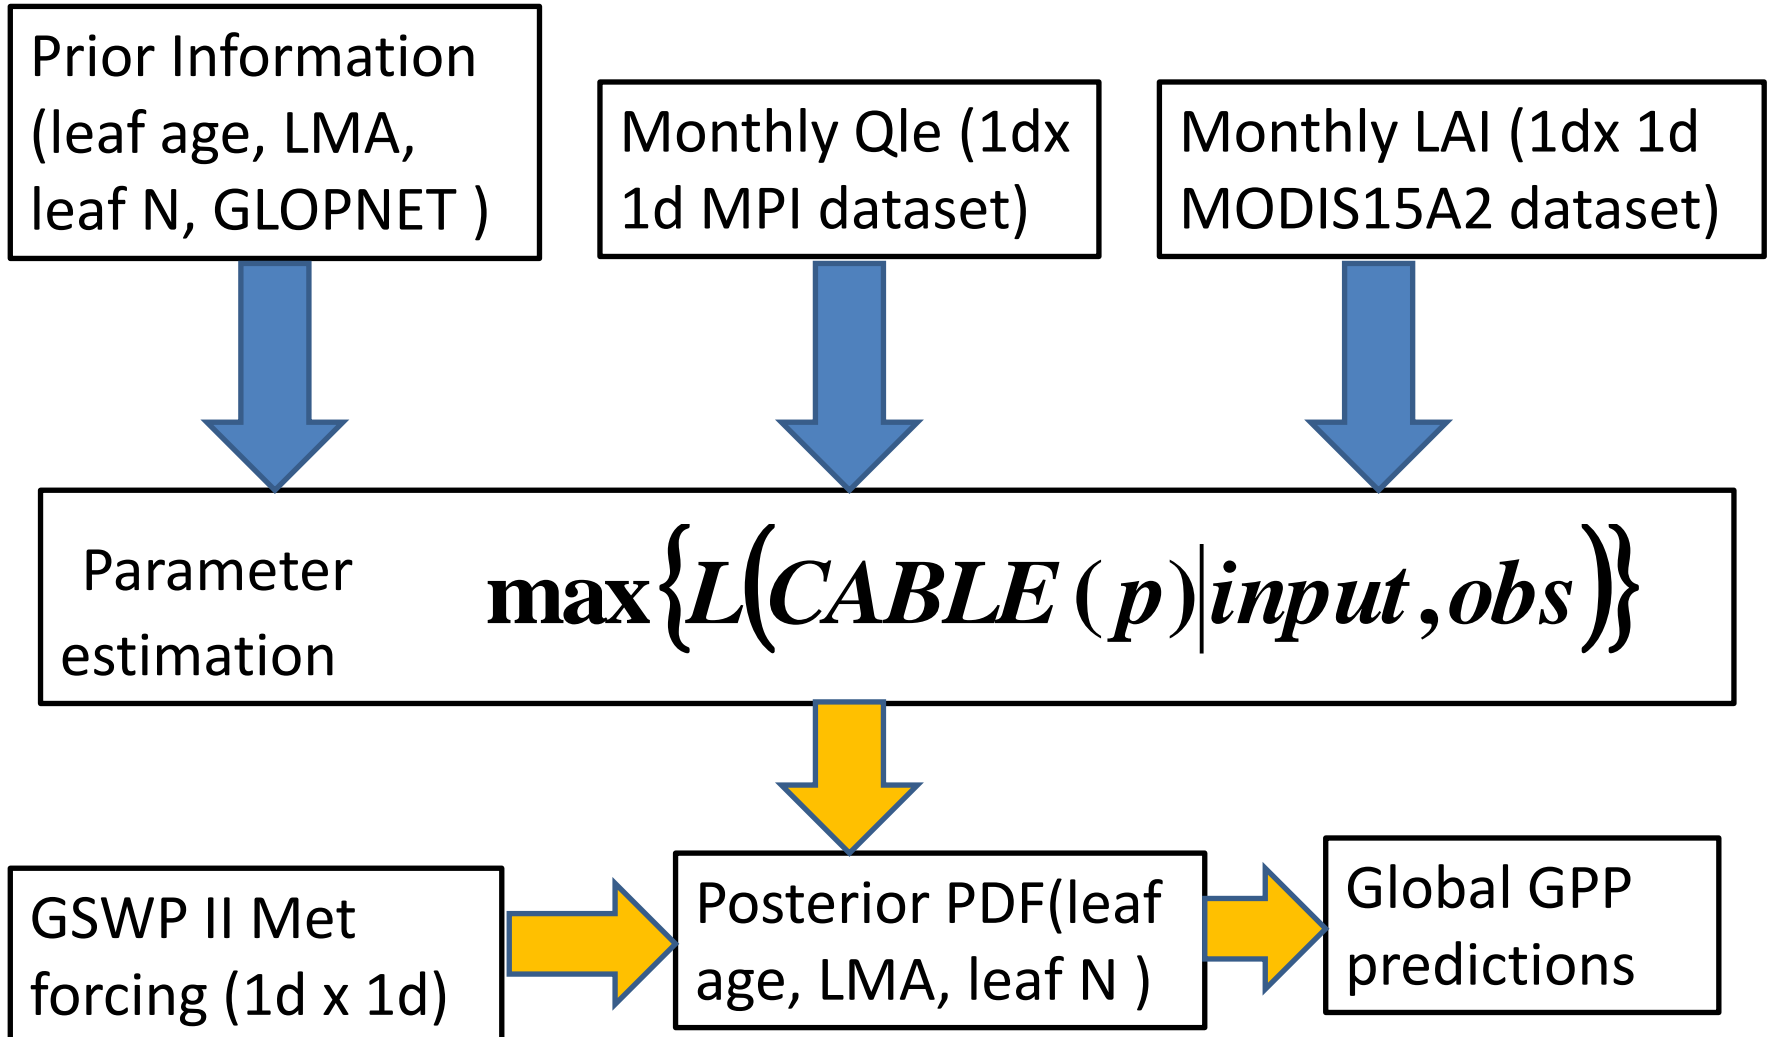 Prior Information
(leaf age, LMA,
leaf N, GLOPNET )
Monthly Qle (1dx
1d MPI dataset)
Monthly LAI (1dx 1d
MODIS15A2 dataset)
Parameter
estimation
max{L(CABLE(p)|input,obs)}
GSWP II Met
forcing (1d x 1d)
Posterior PDF(leaf
age, LMA, leaf N )
Global GPP
predictions